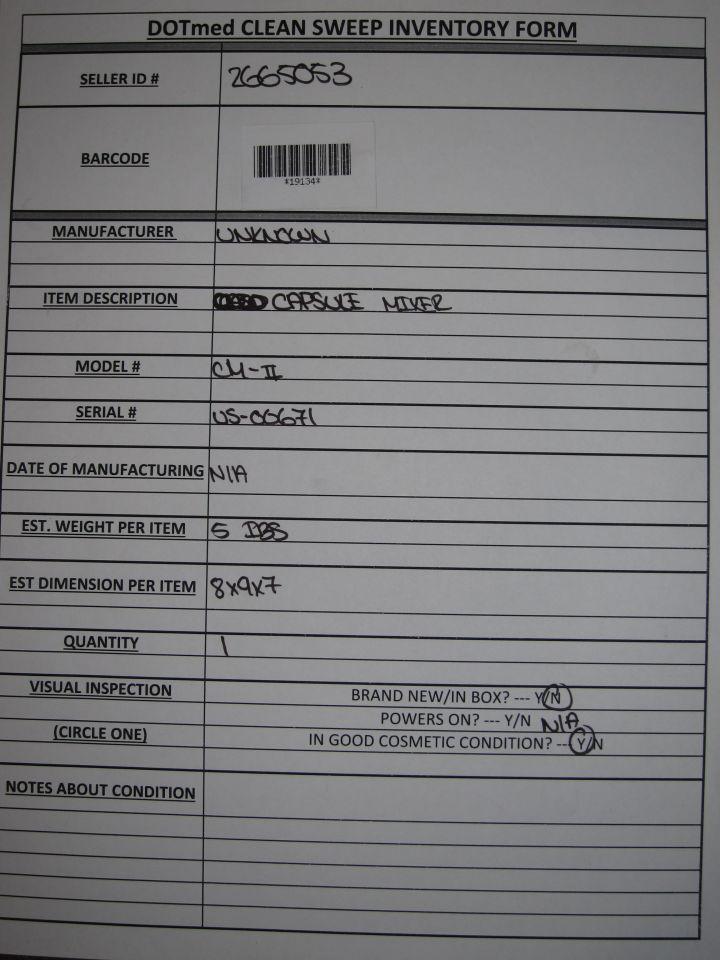 DOTmed CLEAN SWEEP INVENTORY FORM
SELLER ID # 2665053
BARCODE
*19134*
MANUFACTURER UNKNOWN
ITEM DESCRIPTION CAPSULE MIXER
MODEL # CM-II
SERIAL # US-00671
DATE OF MANUFACTURING N/A
EST. WEIGHT PER ITEM 5 IBS
EST DIMENSION PER ITEM 8x9x7
QUANTITY 1
VISUAL INSPECTION BRAND NEW/IN BOX? --- Y/N
POWERS ON? --- Y/N N/A
(CIRCLE ONE) IN GOOD COSMETIC CONDITION? --- Y/N
NOTES ABOUT CONDITION